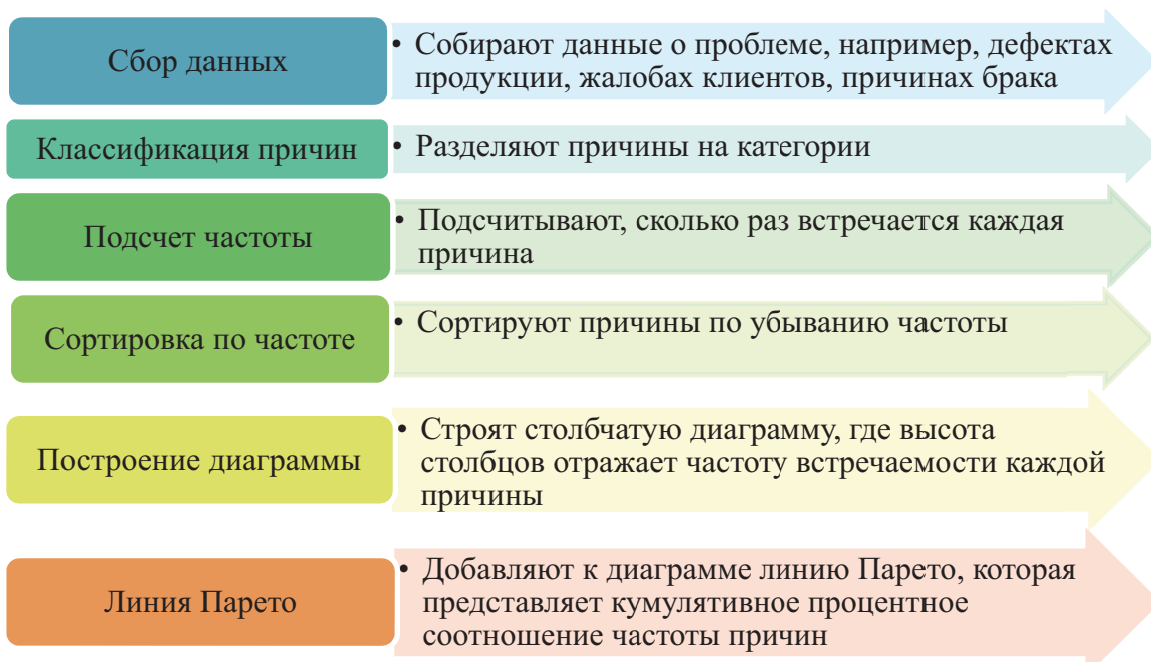 Сбор данных
• Собирают данные о проблеме, например, дефектах
продукции, жалобах клиентов, причинах брака
Классификация причин
• Разделяют причины на категории
Подсчет частоты
• Подсчитывают, сколько раз встречается каждая
причина
Сортировка по частоте
• Сортируют причины по убыванию частоты
Построение диаграммы
• Строят столбчатую диаграмму, где высота
столбцов отражает частоту встречаемости каждой
причины
Линия Парето
• Добавляют к диаграмме линию Парето, которая
представляет кумулятивное процентное
соотношение частоты причин